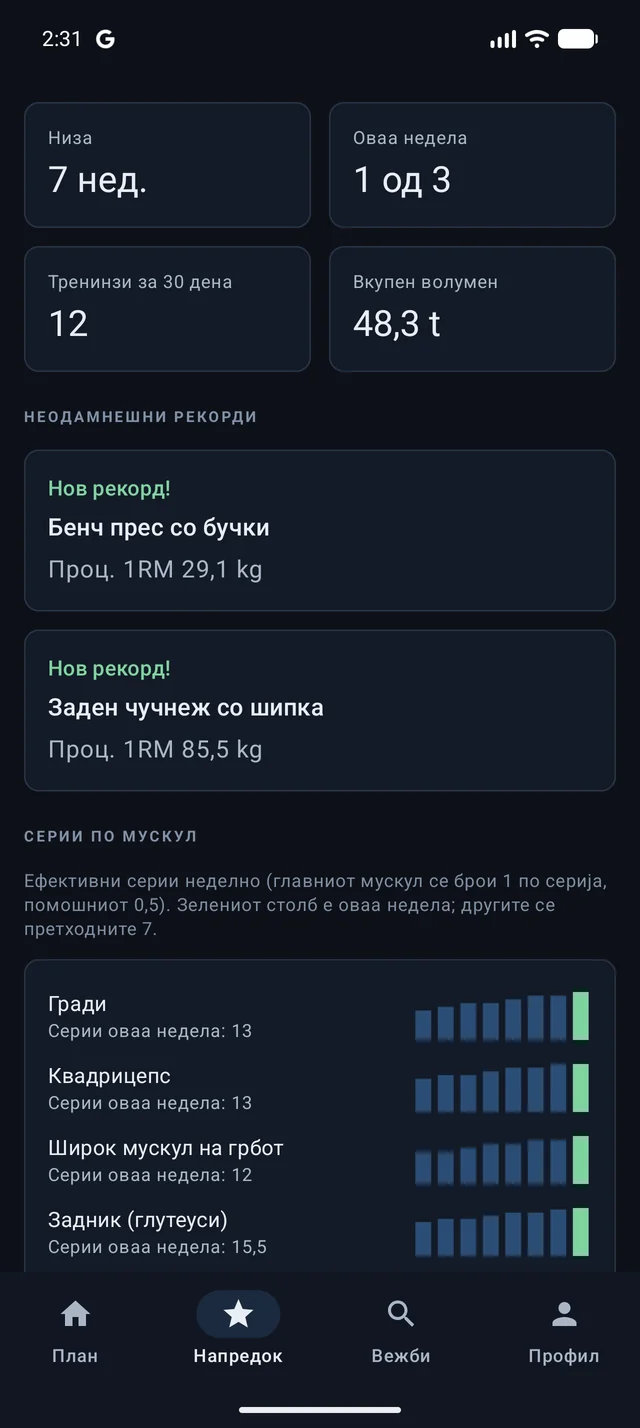 2:31 G
Низа
7 нед.
Оваа недела
1 од 3
Тренинзи за 30 дена
12
Вкупен волумен
48,3 t
НЕОДАМНЕШНИ РЕКОРДИ
Нов рекорд!
Бенч прес со бучки
Проц. 1RM 29,1 kg
Нов рекорд!
Заден чучнеж со шипка
Проц. 1RM 85,5 kg
СЕРИИ ПО МУСКУЛ
Ефективни серии неделно (главниот мускул се брои 1 по серија,
помошниот 0,5). Зелениот столб е оваа недела; другите се
претходните 7.
Гради
Серии оваа недела: 13
Квадрицепс
Серии оваа недела: 13
Широк мускул на грбот
Серии оваа недела: 12
Задник (глутеуси)
Серии оваа недела: 15,5
План
Напредок
Вежби
Профил